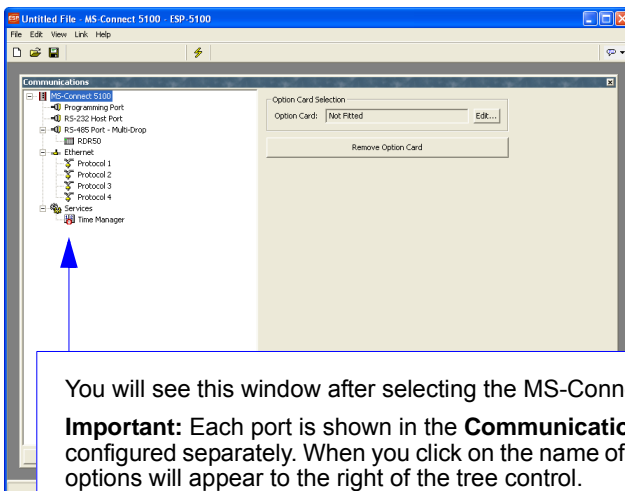 Untitled File - MS-Connect 5100 - ESP-5100
File Edit View Link Help
Communications
MS-Connect 5100
Programming Port
RS-232 Host Port
RS-485 Port - Multi-Drop
RDR50
Ethernet
Protocol 1
Protocol 2
Protocol 3
Protocol 4
Services
Time Manager
Option Card Selection
Option Card: Not Fitted Edit...
Remove Option Card
You will see this window after selecting the MS-Conn
Important: Each port is shown in the Communicatio
configured separately. When you click on the name of
options will appear to the right of the tree control.